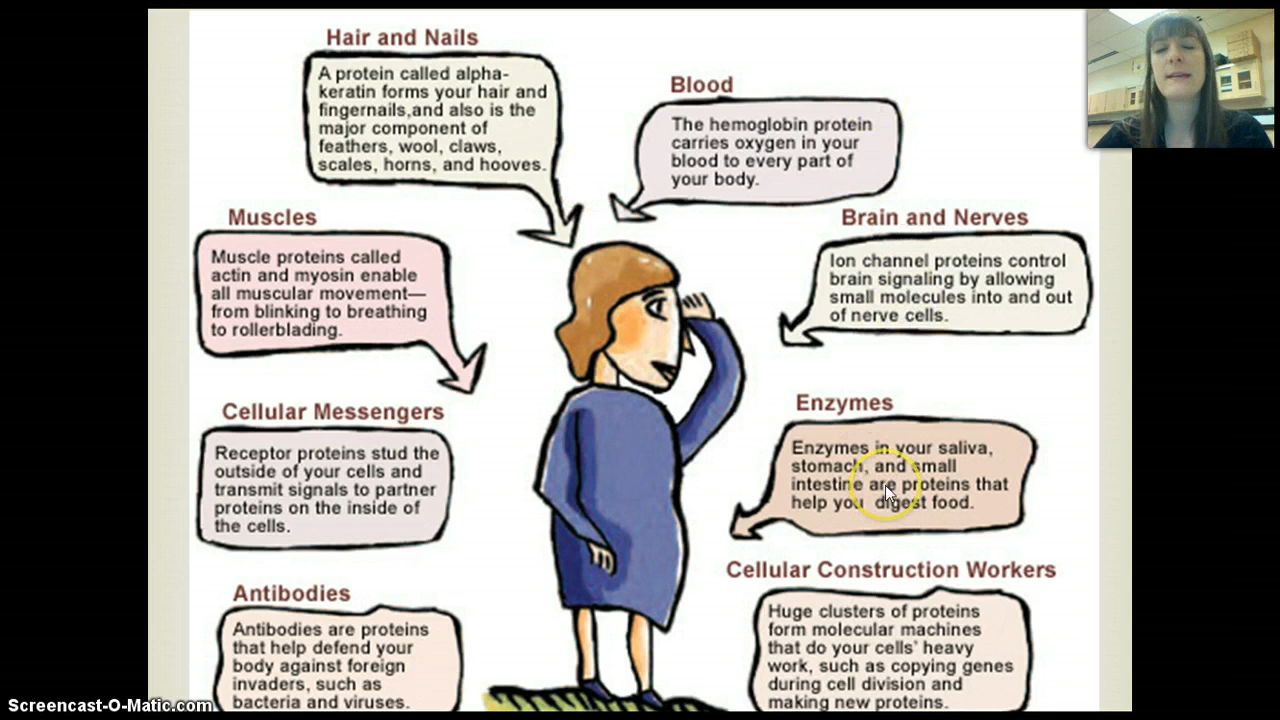 Hair and Nails
A protein called alpha-
keratin forms your hair and
fingernails,and also is the
major component of
feathers, wool, claws,
scales, horns, and hooves.
Blood
The hemoglobin protein
carries oxygen in your
blood to every part of
your body.
Muscles
Muscle proteins called
actin and myosin enable
all muscular movement—
from blinking to breathing
to rollerblading.
Brain and Nerves
Ion channel proteins control
brain signaling by allowing
small molecules into and out
of nerve cells.
Cellular Messengers
Receptor proteins stud the
outside of your cells and
transmit signals to partner
proteins on the inside of
the cells.
Enzymes
Enzymes in your saliva,
stomach, and small
intestine are proteins that
help you digest food.
Antibodies
Antibodies are proteins
that help defend your
body against foreign
invaders, such as
bacteria and viruses.
Cellular Construction Workers
Huge clusters of proteins
form molecular machines
that do your cells' heavy
work, such as copying genes
during cell division and
making new proteins.
Screencast-O-Matic.com